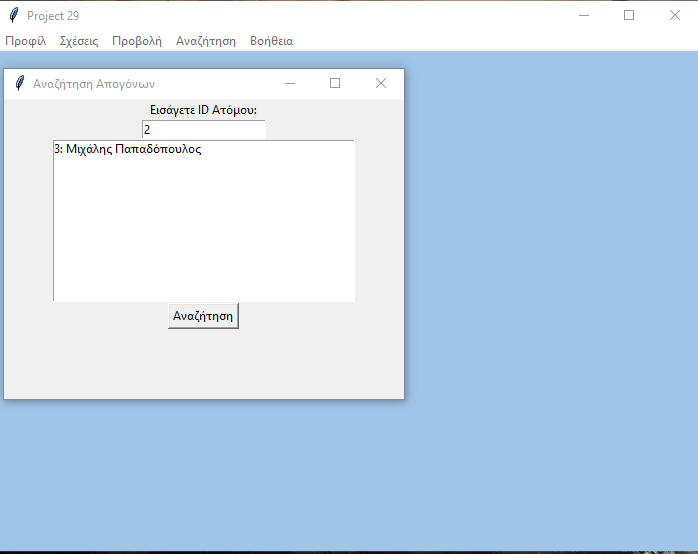 Project 29
Προφίλ Σχέσεις Προβολή Αναζήτηση Βοήθεια
Αναζήτηση Απογόνων
Εισάγετε ID Ατόμου:
2
3: Μιχάλης Παπαδόπουλος
Αναζήτηση